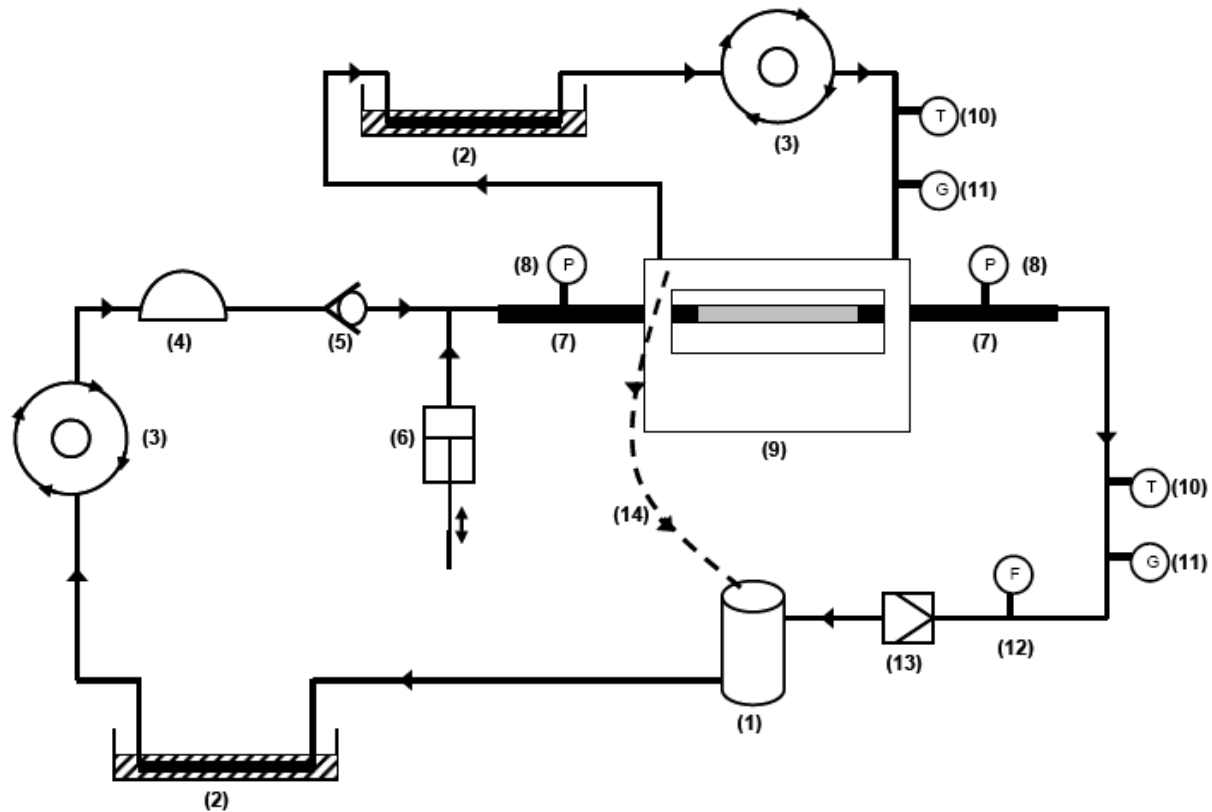 T (10)
(3)
(2)
G (11)
(8) P
P (8)
(4)
(5)
(7)
(7)
(6)
(3)
(9)
T (10)
(14)
F
G (11)
(13)
(12)
(1)
(2)